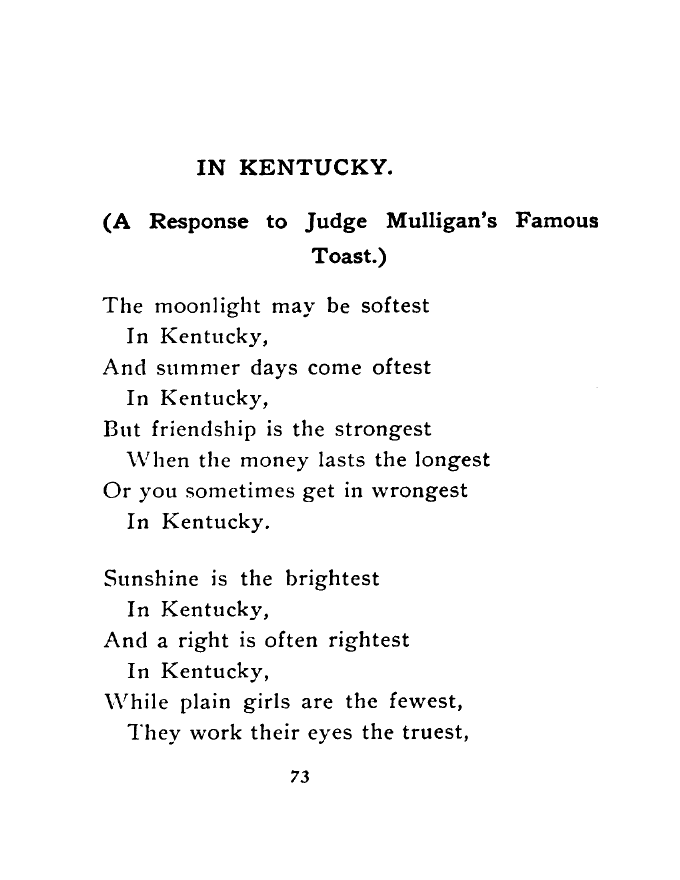 IN KENTUCKY.
(A Response to Judge Mulligan's Famous
Toast.)
The moonlight may be softest
In Kentucky,
And summer days come oftest
In Kentucky,
But friendship is the strongest
When the money lasts the longest
Or you sometimes get in wrongest
In Kentucky.
Sunshine is the brightest
In Kentucky,
And a right is often rightest
In Kentucky,
While plain girls are the fewest,
They work their eyes the truest,
73